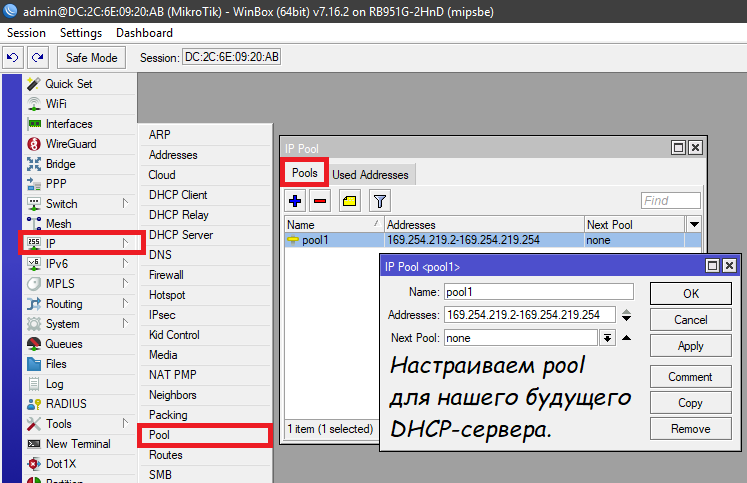 admin@DC:2C:6E:09:20:AB (MikroTik) - WinBox (64bit) v7.16.2 on RB951G-2HnD (mipsbe)
Session Settings Dashboard
Safe Mode Session: DC:2C:6E:09:20:AB
Quick Set
WiFi
Interfaces
WireGuard
Bridge
PPP
Switch
Mesh
255 IP
v6 IPv6
MPLS
Routing
System
Queues
Files
Log
RADIUS
Tools
New Terminal
Dot1X
Partition
ARP
Addresses
Cloud
DHCP Client
DHCP Relay
DHCP Server
DNS
Firewall
Hotspot
IPsec
Kid Control
Media
NAT PMP
Neighbors
Packing
Pool
Routes
SMB
IP Pool
Pools Used Addresses
Find
Name Addresses Next Pool
pool1 169.254.219.2-169.254.219.254 none
1 item (1 selected)
IP Pool <pool1>
Name: pool1
Addresses: 169.254.219.2-169.254.219.254
Next Pool: none
OK
Cancel
Apply
Comment
Copy
Remove
Настраиваем pool
для нашего будущего
DHCP-сервера.